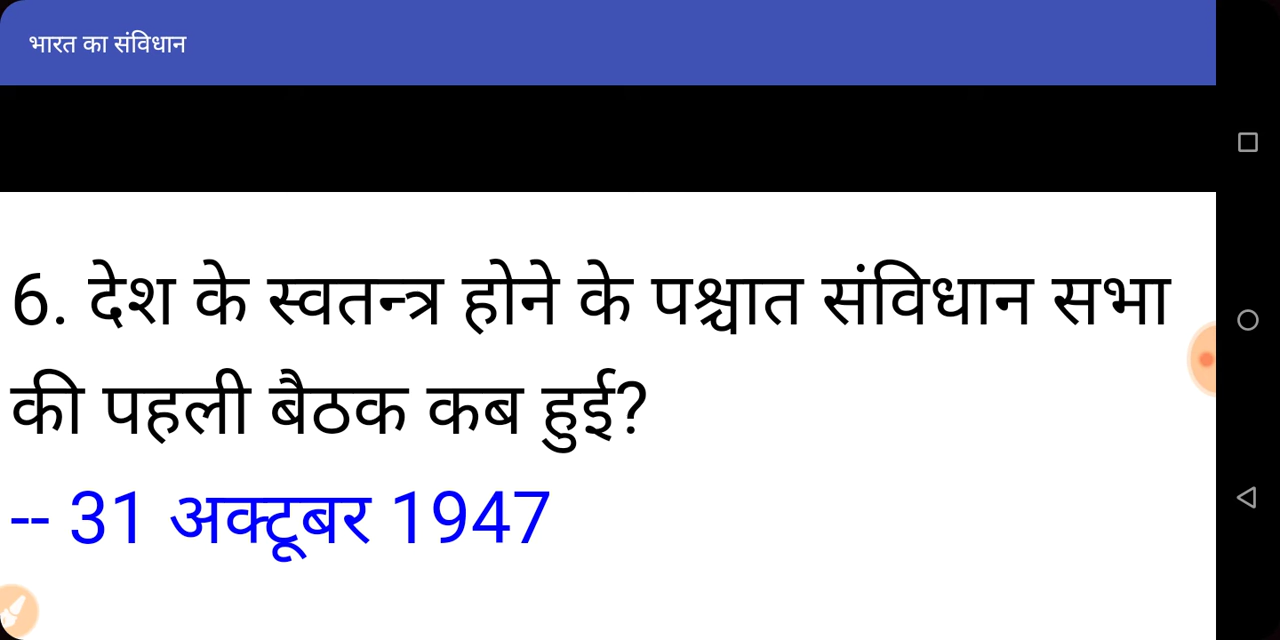 भारत का संविधान
6. देश के स्वतन्त्र होने के पश्चात संविधान सभा
की पहली बैठक कब हुई?
-- 31 अक्टूबर 1947